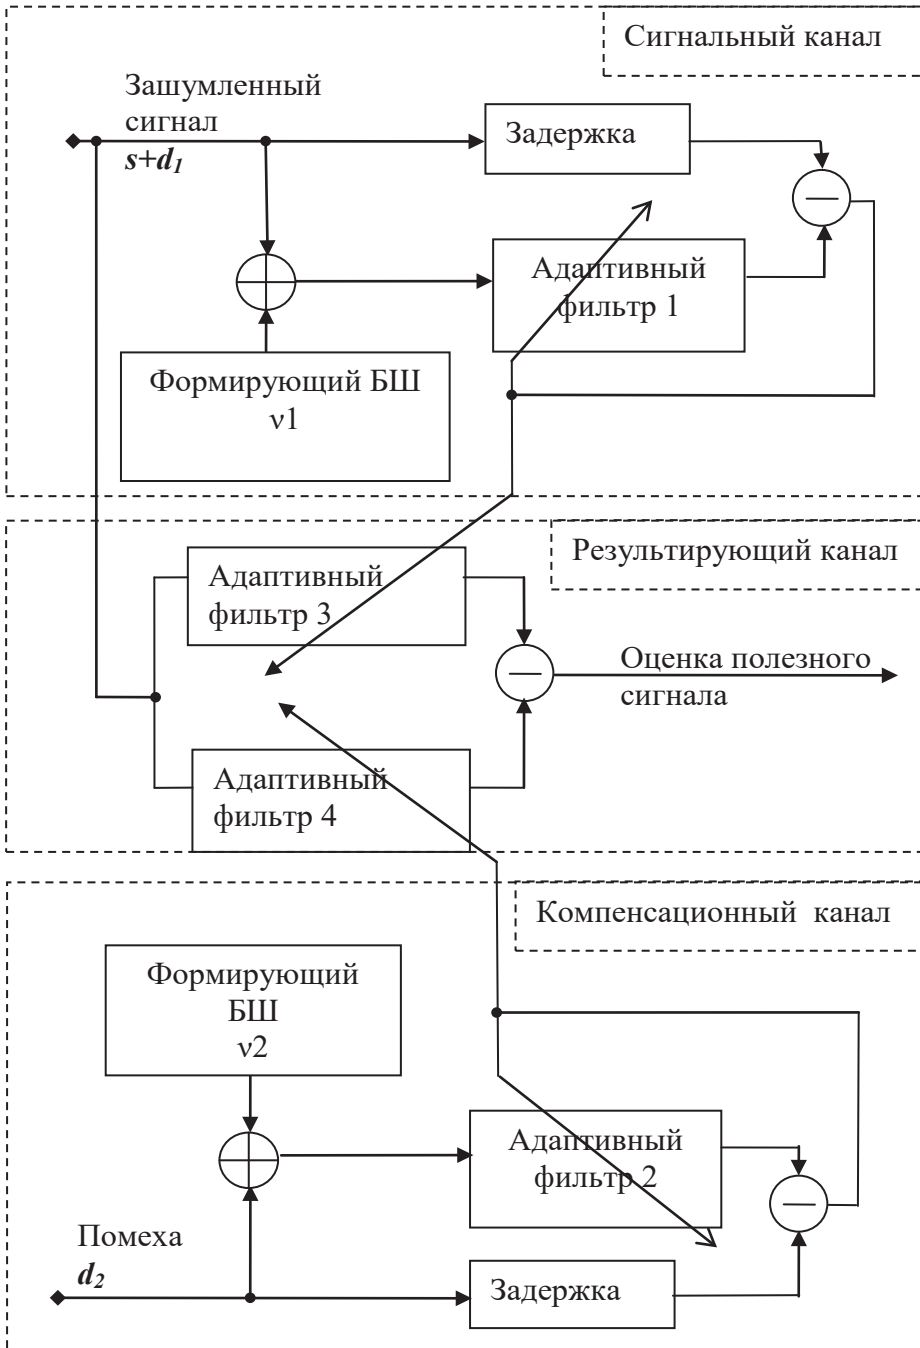 Сигнальный канал
Зашумленный
сигнал
s+d₁
Задержка
Адаптивный
фильтр 1
Формирующий БШ
ν1
Результирующий канал
Адаптивный
фильтр 3
Оценка полезного
сигнала
Адаптивный
фильтр 4
Компенсационный канал
Формирующий
БШ
ν2
Адаптивный
фильтр 2
Помеха
d₂
Задержка